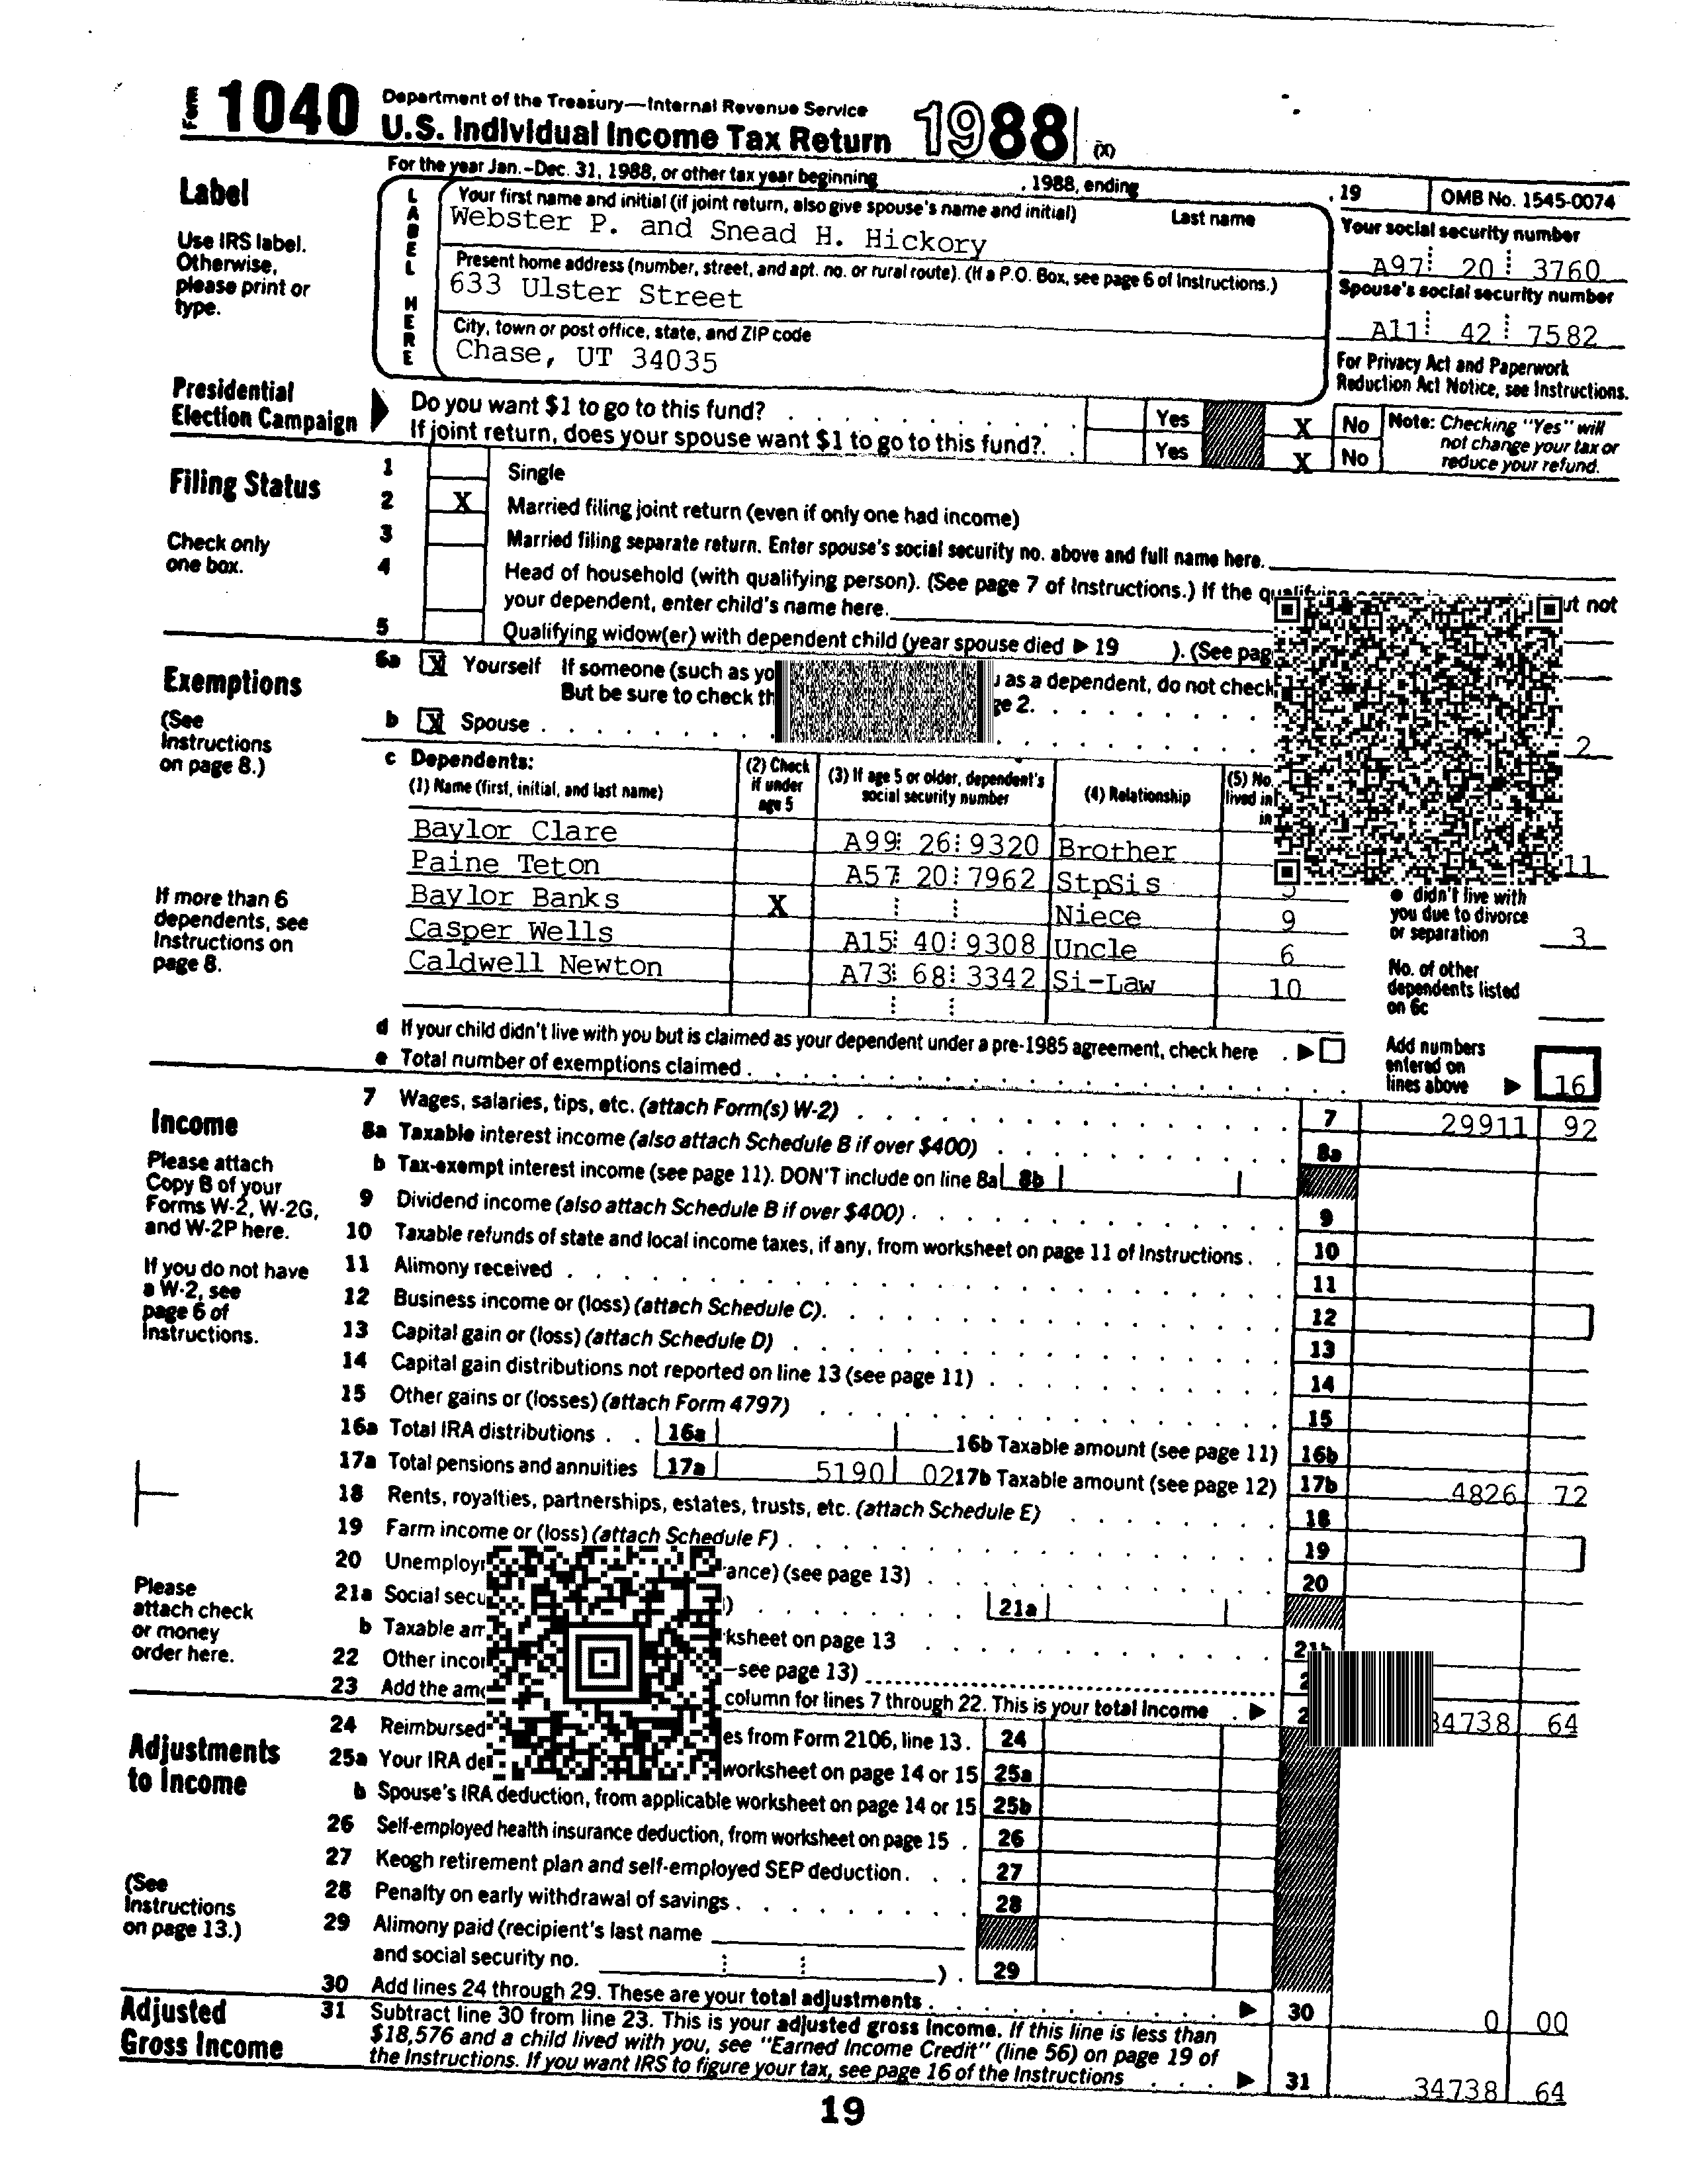 Form 1040 Department of the Treasury—Internal Revenue Service
U.S. Individual Income Tax Return 1988 (X)
For the year Jan.-Dec. 31, 1988, or other tax year beginning , 1988, ending , 19 OMB No. 1545-0074
Label
Use IRS label.
Otherwise,
please print or
type.
LABEL HERE
Your first name and initial (if joint return, also give spouse's name and initial) Last name
Webster P. and Snead H. Hickory
Your social security number
A97 20 3760
Present home address (number, street, and apt. no. or rural route). (If a P.O. Box, see page 6 of Instructions.)
633 Ulster Street
Spouse's social security number
A11 42 7582
City, town or post office, state, and ZIP code
Chase, UT 34035
For Privacy Act and Paperwork
Reduction Act Notice, see Instructions.
Presidential
Election Campaign
Do you want $1 to go to this fund? Yes X No
If joint return, does your spouse want $1 to go to this fund? Yes X No
Note: Checking "Yes" will
not change your tax or
reduce your refund.
Filing Status
Check only
one box.
1 Single
2 X Married filing joint return (even if only one had income)
3 Married filing separate return. Enter spouse's social security no. above and full name here.
4 Head of household (with qualifying person). (See page 7 of Instructions.) If the qualifying person ut not
your dependent, enter child's name here.
5 Qualifying widow(er) with dependent child (year spouse died ▶ 19 ). (See pag
Exemptions
(See
Instructions
on page 8.)
6a X Yourself If someone (such as yo u as a dependent, do not check
But be sure to check th ge 2.
b X Spouse
2
c Dependents:
(1) Name (first, initial, and last name)
(2) Check
if under
age 5
(3) If age 5 or older, dependent's
social security number
(4) Relationship
(5) No.
lived in
in
Baylor Clare A99 26 9320 Brother
Paine Teton A57 20 7962 StpSis
Baylor Banks X Niece 9
Casper Wells A15 40 9308 Uncle 6
Caldwell Newton A73 68 3342 Si-Law 10
If more than 6
dependents, see
Instructions on
page 8.
11
• didn't live with
you due to divorce
or separation 3
No. of other
dependents listed
on 6c
d If your child didn't live with you but is claimed as your dependent under a pre-1985 agreement, check here ▶
e Total number of exemptions claimed
Add numbers
entered on
lines above ▶ 16
Income
Please attach
Copy B of your
Forms W-2, W-2G,
and W-2P here.
If you do not have
a W-2, see
page 6 of
Instructions.
Please
attach check
or money
order here.
7 Wages, salaries, tips, etc. (attach Form(s) W-2) 7 29911 92
8a Taxable interest income (also attach Schedule B if over $400) 8a
b Tax-exempt interest income (see page 11). DON'T include on line 8a 8b
9 Dividend income (also attach Schedule B if over $400) 9
10 Taxable refunds of state and local income taxes, if any, from worksheet on page 11 of Instructions 10
11 Alimony received 11
12 Business income or (loss) (attach Schedule C) 12
13 Capital gain or (loss) (attach Schedule D) 13
14 Capital gain distributions not reported on line 13 (see page 11) 14
15 Other gains or (losses) (attach Form 4797) 15
16a Total IRA distributions 16a 16b Taxable amount (see page 11) 16b
17a Total pensions and annuities 17a 5190 02 17b Taxable amount (see page 12) 17b 4826 72
18 Rents, royalties, partnerships, estates, trusts, etc. (attach Schedule E) 18
19 Farm income or (loss) (attach Schedule F) 19
20 Unemploy ance) (see page 13) 20
21a Social secu ) 21a
b Taxable am ksheet on page 13 21b
22 Other incom —see page 13)
23 Add the amo column for lines 7 through 22. This is your total income ▶ 34738 64
Adjustments
to Income
(See
Instructions
on page 13.)
24 Reimbursed es from Form 2106, line 13. 24
25a Your IRA de worksheet on page 14 or 15 25a
b Spouse's IRA deduction, from applicable worksheet on page 14 or 15 25b
26 Self-employed health insurance deduction, from worksheet on page 15 26
27 Keogh retirement plan and self-employed SEP deduction 27
28 Penalty on early withdrawal of savings 28
29 Alimony paid (recipient's last name
and social security no. ) 29
30 Add lines 24 through 29. These are your total adjustments ▶ 30 0 00
Adjusted
Gross Income
31 Subtract line 30 from line 23. This is your adjusted gross income. If this line is less than
$18,576 and a child lived with you, see "Earned Income Credit" (line 56) on page 19 of
the Instructions. If you want IRS to figure your tax, see page 16 of the Instructions ▶ 31 34738 64
19